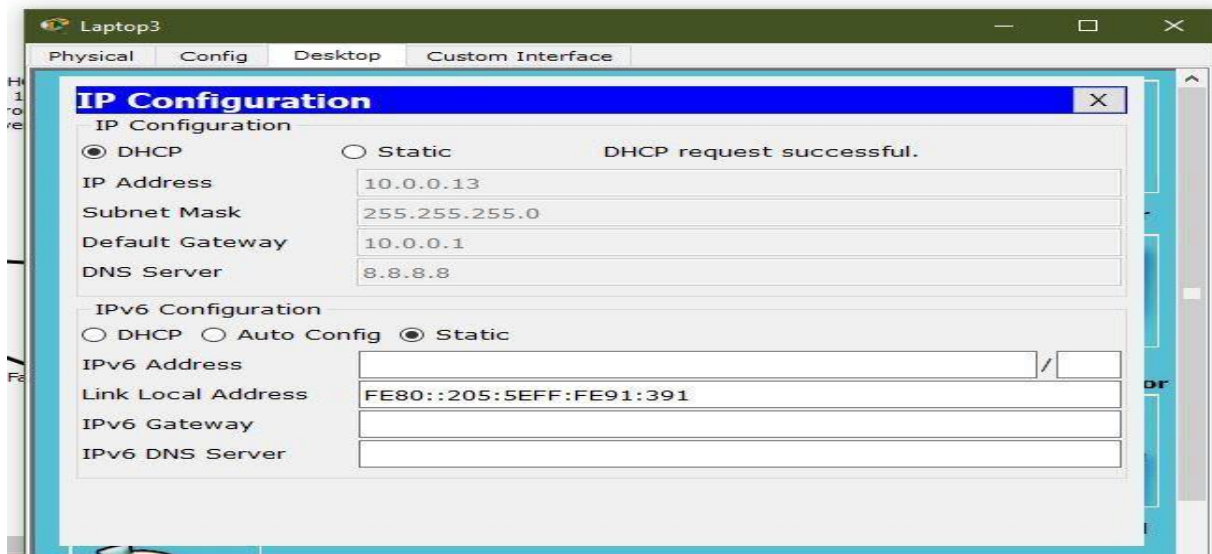 Laptop3
Physical Config Desktop Custom Interface
IP Configuration X
IP Configuration
DHCP Static DHCP request successful.
IP Address 10.0.0.13
Subnet Mask 255.255.255.0
Default Gateway 10.0.0.1
DNS Server 8.8.8.8
IPv6 Configuration
DHCP Auto Config Static
IPv6 Address /
Link Local Address FE80::205:5EFF:FE91:391
IPv6 Gateway
IPv6 DNS Server